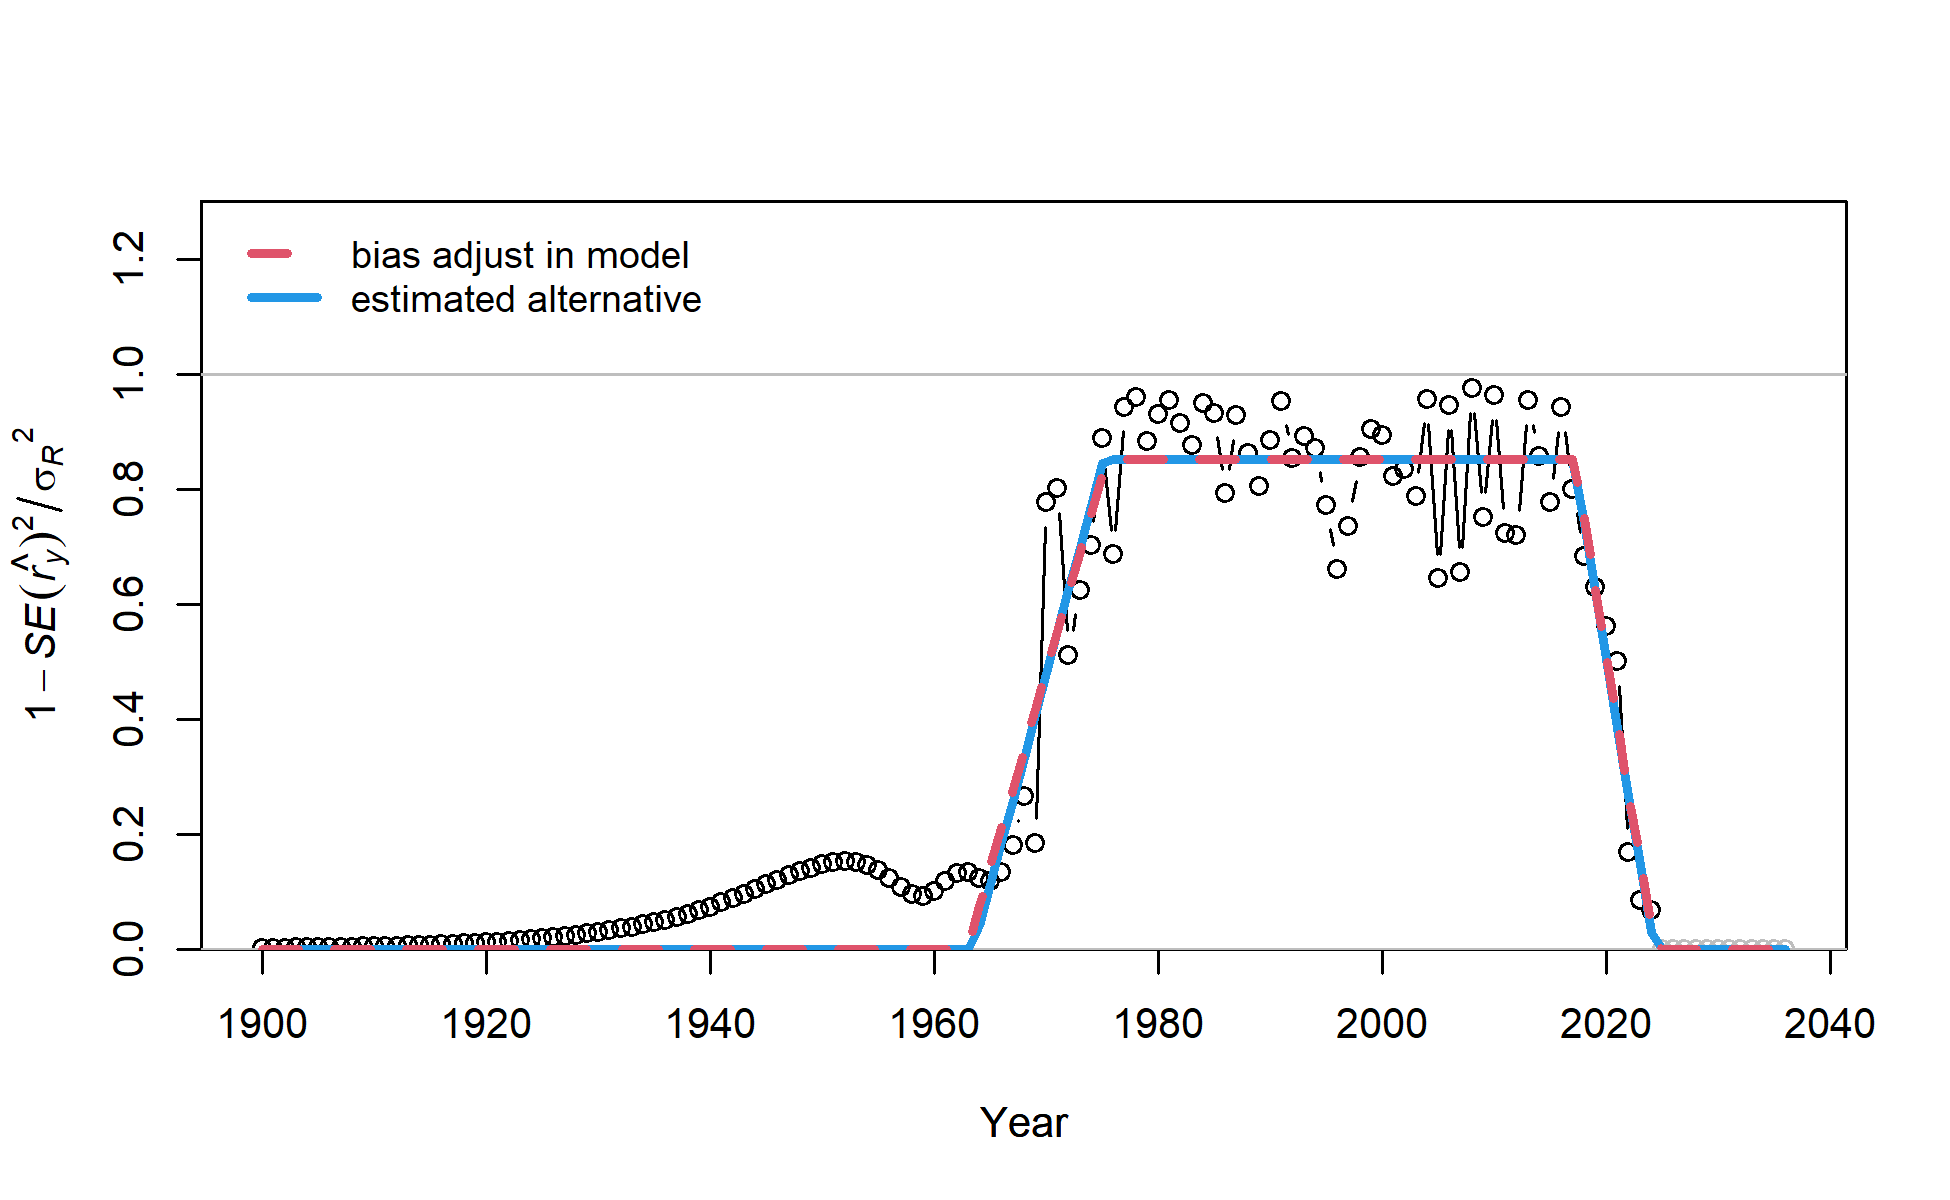 bias adjust in model
estimated alternative
1 − SE(r̂y)² / σR²
0.0 0.2 0.4 0.6 0.8 1.0 1.2
1900 1920 1940 1960 1980 2000 2020 2040
Year